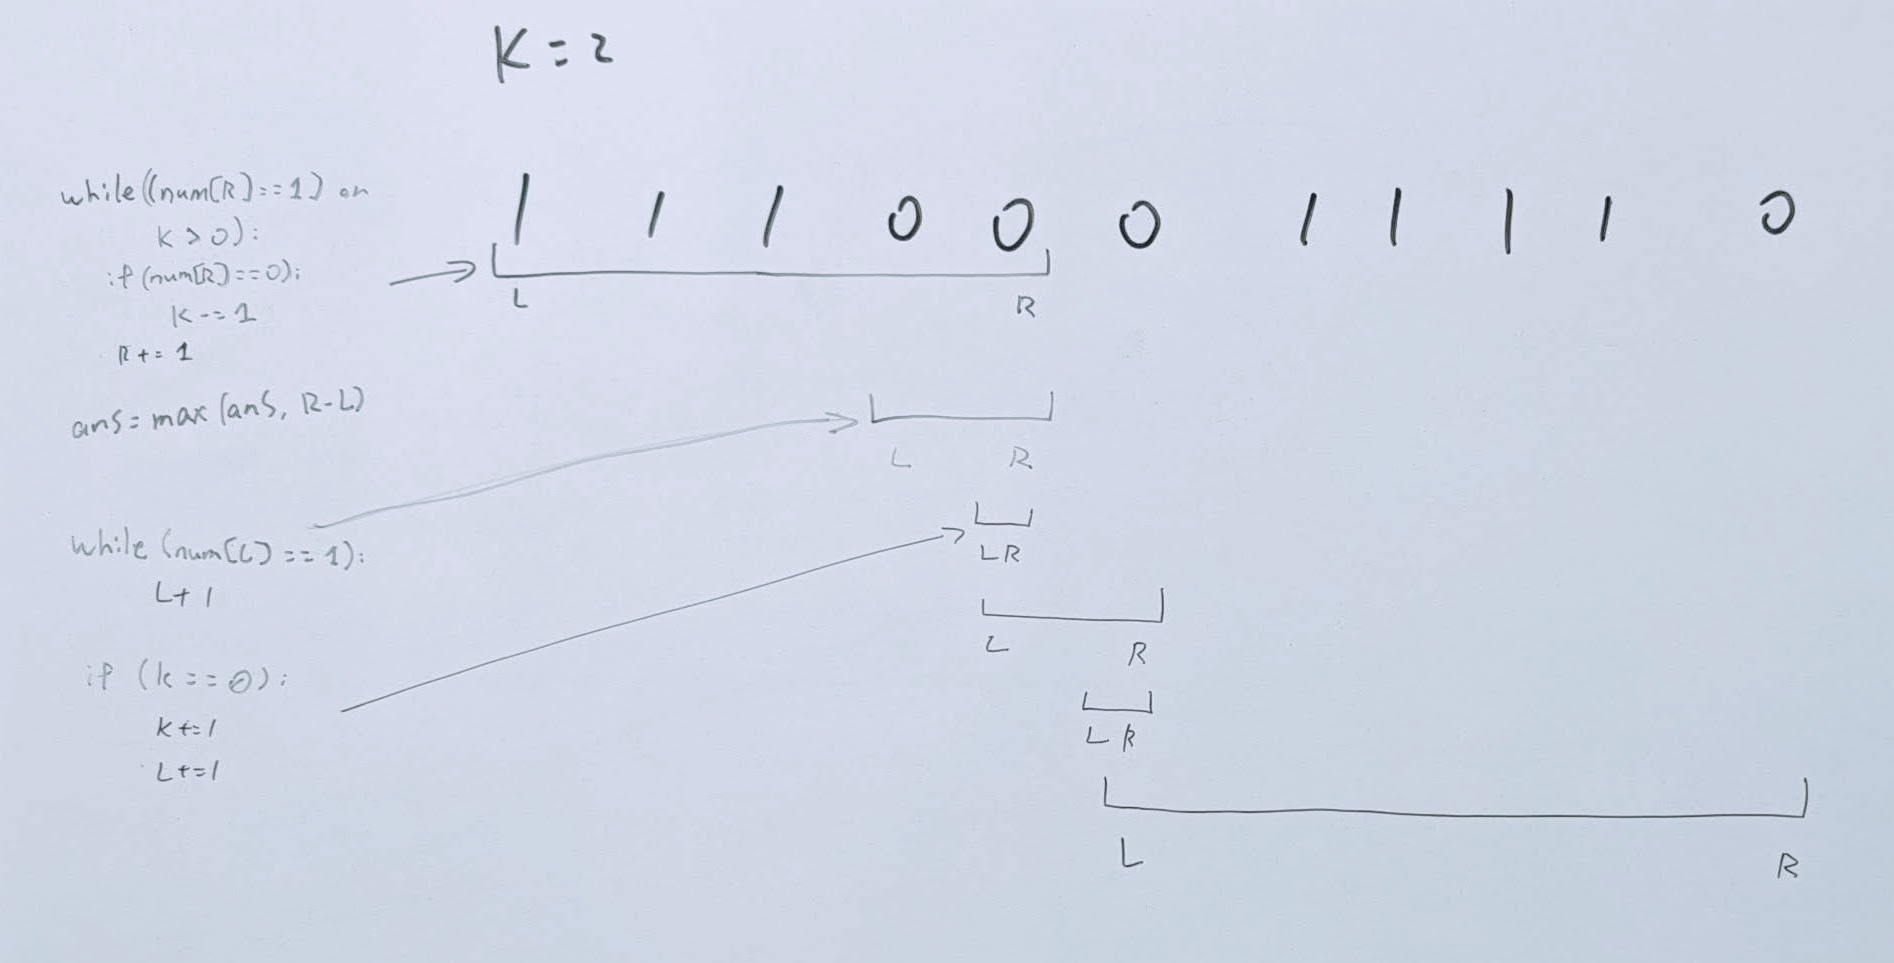 K = 2
while((num[R]==1) or
K > 0):
if (num[R]==0):
K -= 1
R += 1
ans = max (ans, R-L)
while (num[L] == 1):
L+ 1
if (k == 0):
K+=1
L+=1
1 1 1 0 0 0 1 1 1 1 0
L R
L R
L R
L R
L R
L R